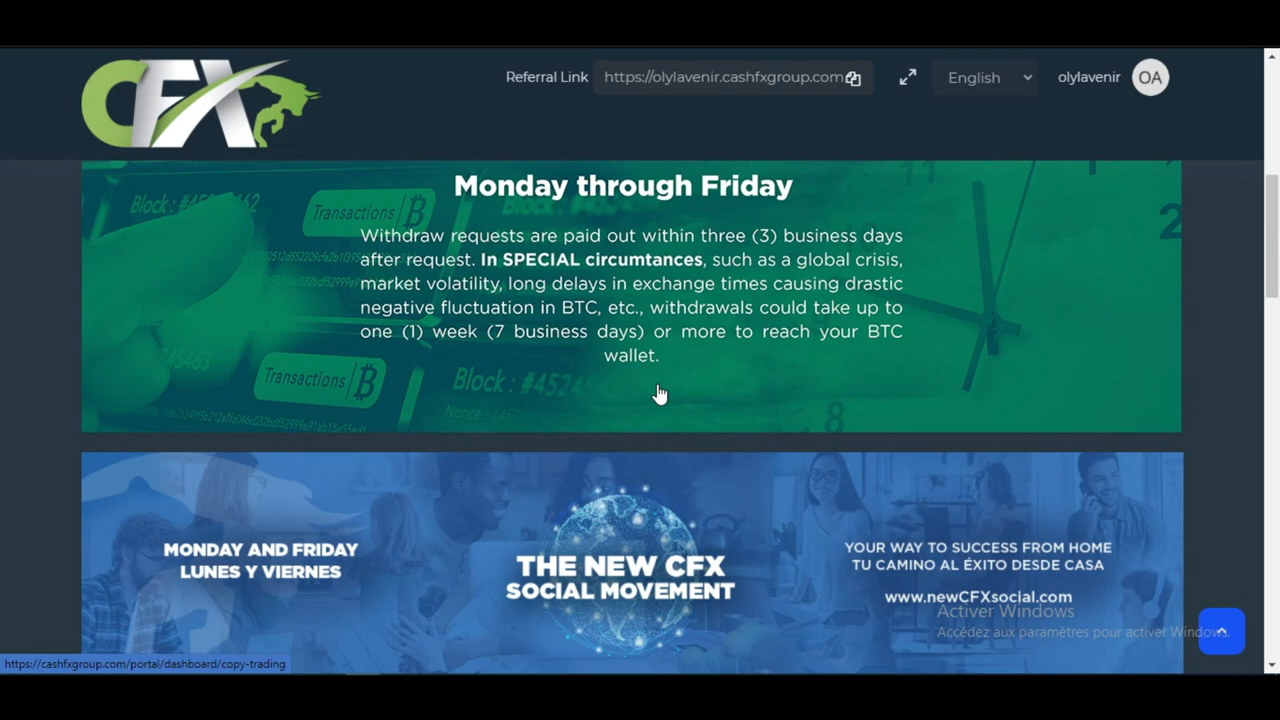 CFX
Referral Link
https://olylavenir.cashfxgroup.com
English
olylavenir
OA
Monday through Friday
Withdraw requests are paid out within three (3) business days
after request. In SPECIAL circumtances, such as a global crisis,
market volatility, long delays in exchange times causing drastic
negative fluctuation in BTC, etc., withdrawals could take up to
one (1) week (7 business days) or more to reach your BTC
wallet.
Transactions
Transactions
11
2
8
MONDAY AND FRIDAY
LUNES Y VIERNES
THE NEW CFX
SOCIAL MOVEMENT
YOUR WAY TO SUCCESS FROM HOME
TU CAMINO AL ÉXITO DESDE CASA
www.newCFXsocial.com
Activer Windows
Accédez aux paramètres pour activer Windows.
https://cashfxgroup.com/portal/dashboard/copy-trading